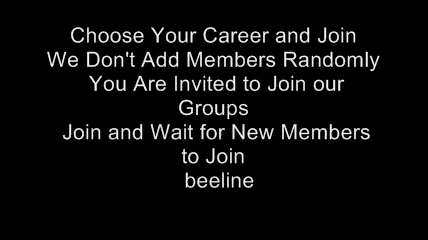 Choose Your Career and Join
We Don't Add Members Randomly
You Are Invited to Join our
Groups
Join and Wait for New Members
to Join
beeline